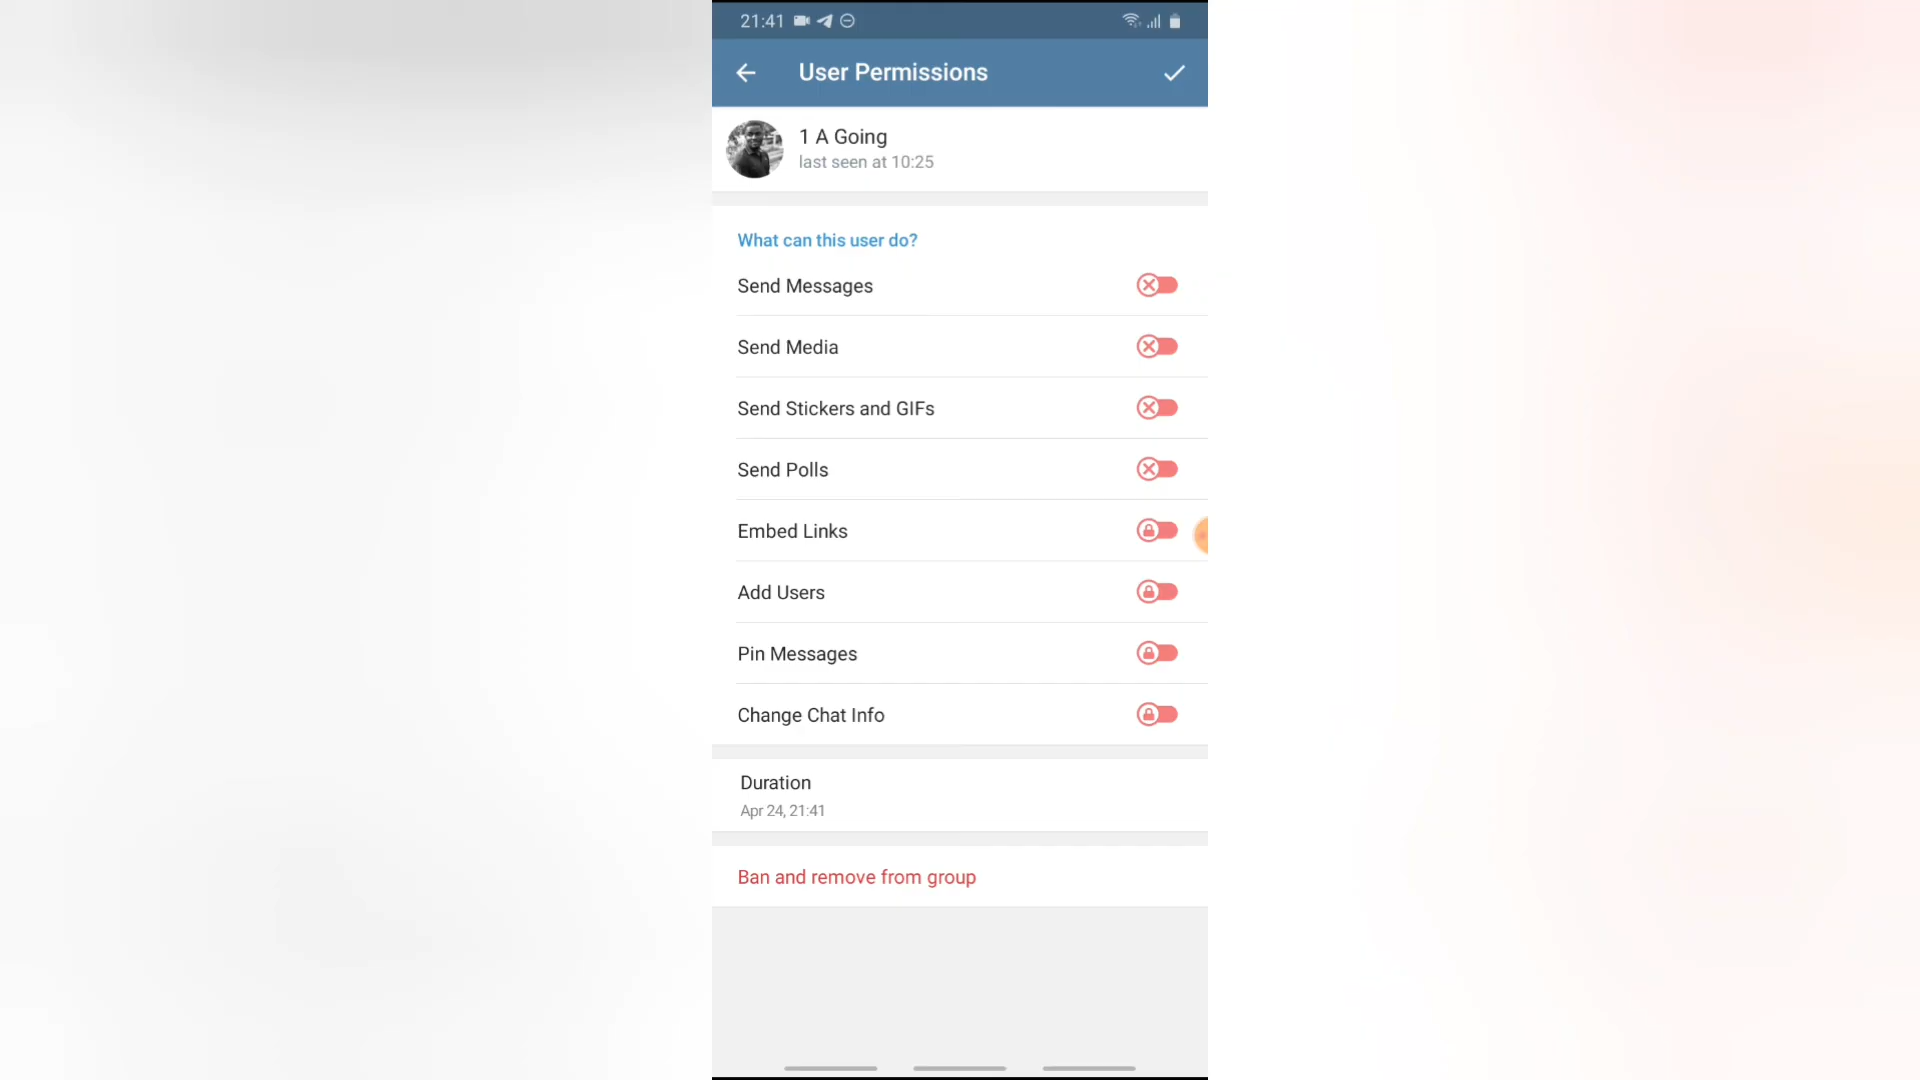 21:41
User Permissions
1 A Going
last seen at 10:25
What can this user do?
Send Messages
Send Media
Send Stickers and GIFs
Send Polls
Embed Links
Add Users
Pin Messages
Change Chat Info
Duration
Apr 24, 21:41
Ban and remove from group